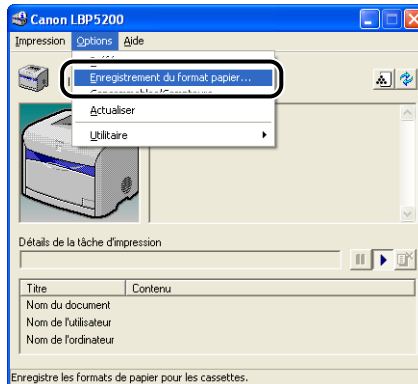 Canon LBP5200
Impression Options Aide
Enregistrement du format papier...
Actualiser
Utilitaire
Détails de la tâche d'impression
Titre Contenu
Nom du document
Nom de l'utilisateur
Nom de l'ordinateur
Enregistre les formats de papier pour les cassettes.